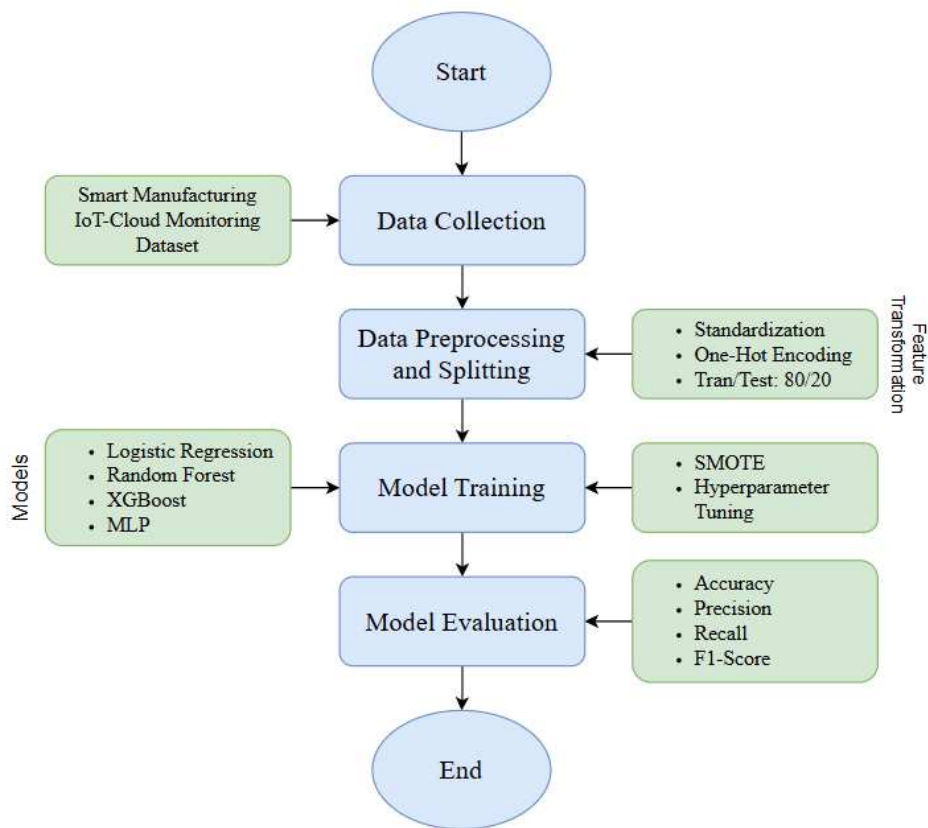 Start
Smart Manufacturing
IoT-Cloud Monitoring
Dataset
Data Collection
Data Preprocessing
and Splitting
• Standardization
• One-Hot Encoding
• Tran/Test: 80/20
Feature
Transformation
Models
• Logistic Regression
• Random Forest
• XGBoost
• MLP
Model Training
• SMOTE
• Hyperparameter
Tuning
Model Evaluation
• Accuracy
• Precision
• Recall
• F1-Score
End